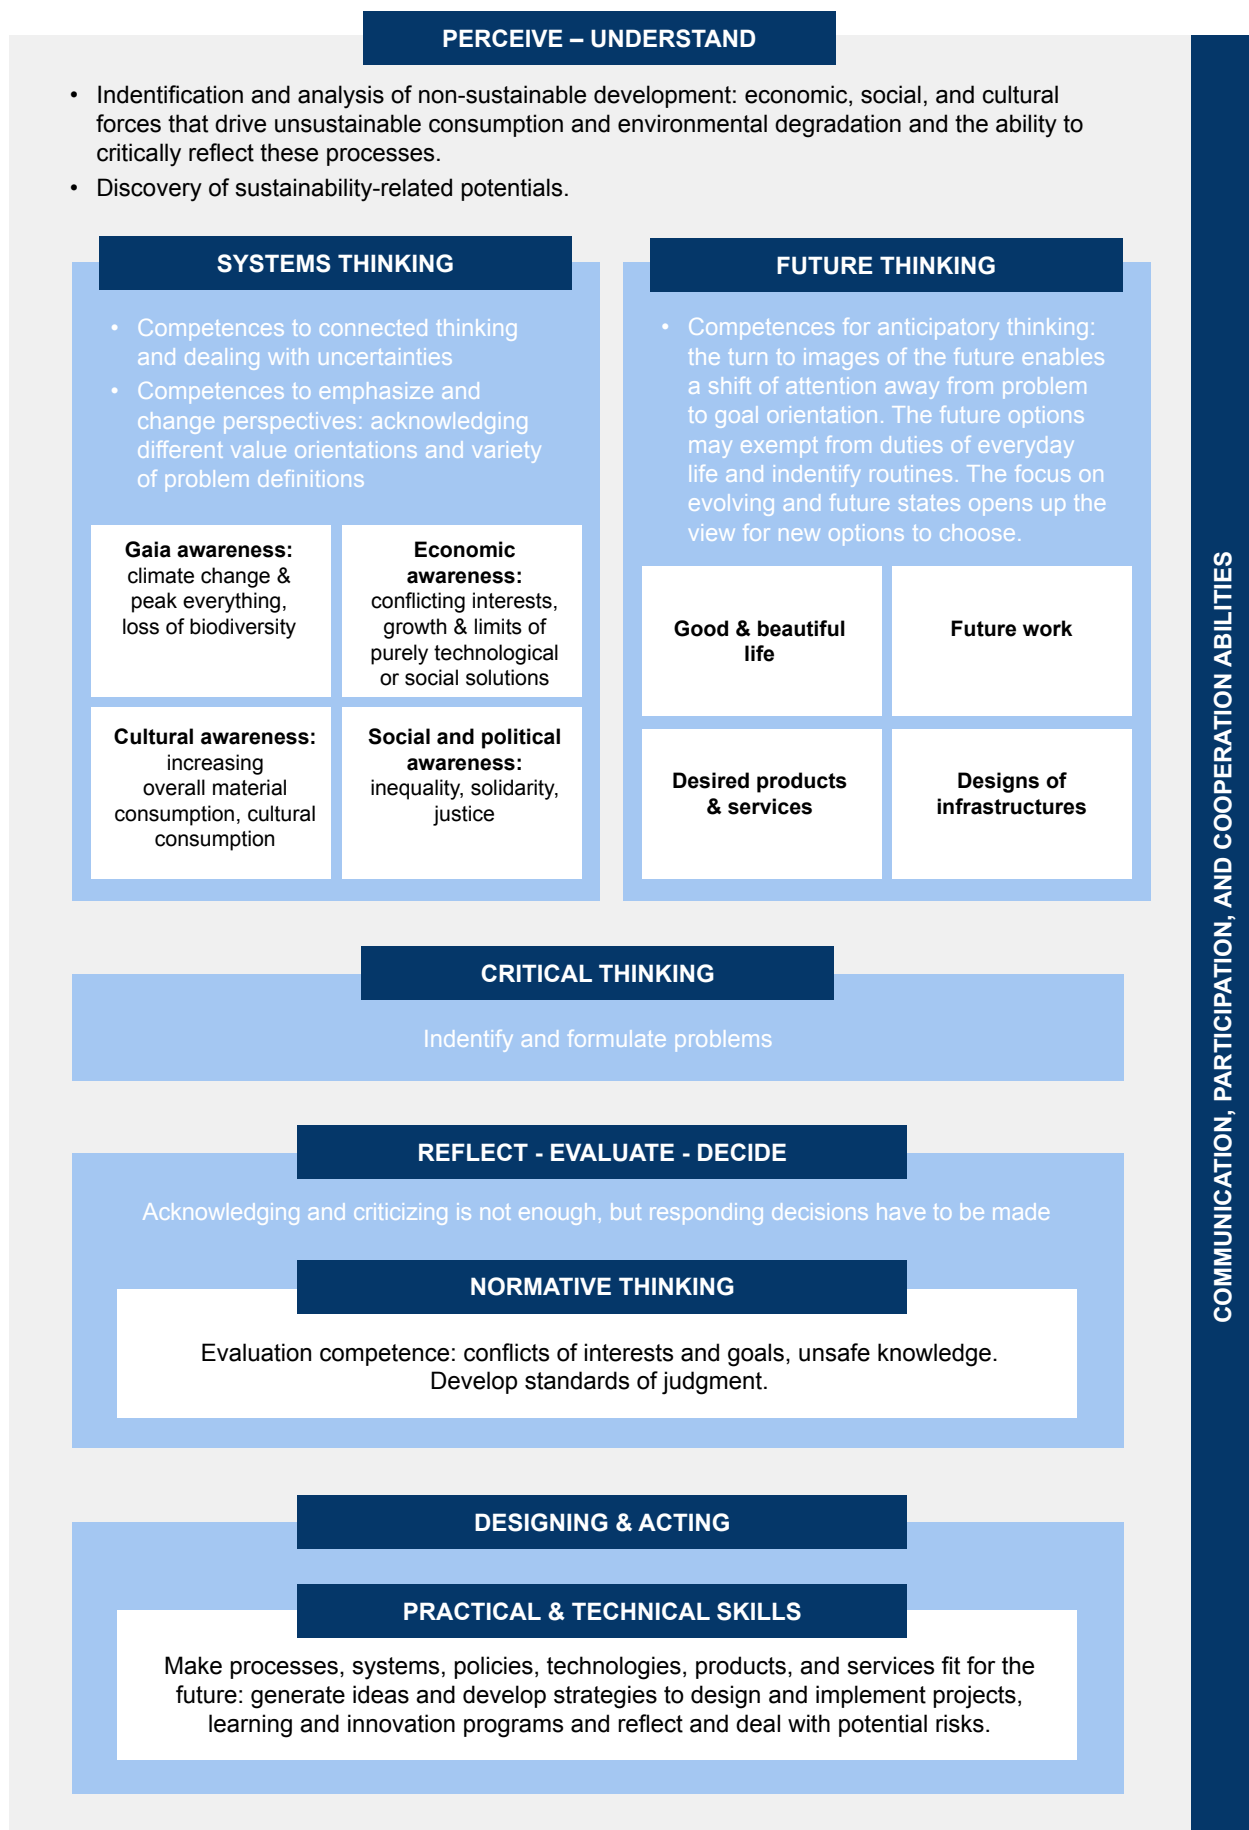 PERCEIVE – UNDERSTAND
• Indentification and analysis of non-sustainable development: economic, social, and cultural
forces that drive unsustainable consumption and environmental degradation and the ability to
critically reflect these processes.
• Discovery of sustainability-related potentials.
SYSTEMS THINKING
• Competences to connected thinking
and dealing with uncertainties
• Competences to emphasize and
change perspectives: acknowledging
different value orientations and variety
of problem definitions
Gaia awareness:
climate change &
peak everything,
loss of biodiversity
Economic
awareness:
conflicting interests,
growth & limits of
purely technological
or social solutions
Cultural awareness:
increasing
overall material
consumption, cultural
consumption
Social and political
awareness:
inequality, solidarity,
justice
FUTURE THINKING
• Competences for anticipatory thinking:
the turn to images of the future enables
a shift of attention away from problem
to goal orientation. The future options
may exempt from duties of everyday
life and indentify routines. The focus on
evolving and future states opens up the
view for new options to choose.
Good & beautiful
life
Future work
Desired products
& services
Designs of
infrastructures
CRITICAL THINKING
Indentify and formulate problems
REFLECT - EVALUATE - DECIDE
Acknowledging and criticizing is not enough, but responding decisions have to be made
NORMATIVE THINKING
Evaluation competence: conflicts of interests and goals, unsafe knowledge.
Develop standards of judgment.
DESIGNING & ACTING
PRACTICAL & TECHNICAL SKILLS
Make processes, systems, policies, technologies, products, and services fit for the
future: generate ideas and develop strategies to design and implement projects,
learning and innovation programs and reflect and deal with potential risks.
COMMUNICATION, PARTICIPATION, AND COOPERATION ABILITIES